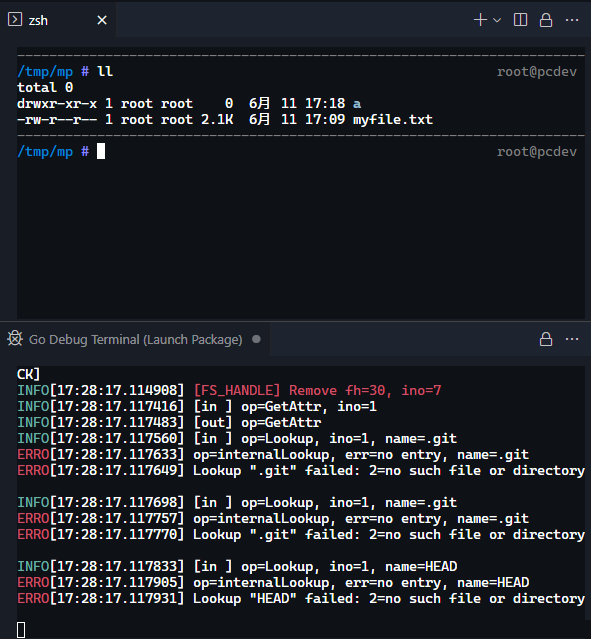 zsh
/tmp/mp # ll root@pcdev
total 0
drwxr-xr-x 1 root root    0  6月 11 17:18 a
-rw-r--r-- 1 root root 2.1K  6月 11 17:09 myfile.txt
/tmp/mp # root@pcdev
Go Debug Terminal (Launch Package)
CK]
INFO[17:28:17.114908] [FS_HANDLE] Remove fh=30, ino=7
INFO[17:28:17.117416] [in ] op=GetAttr, ino=1
INFO[17:28:17.117483] [out] op=GetAttr
INFO[17:28:17.117560] [in ] op=Lookup, ino=1, name=.git
ERRO[17:28:17.117633] op=internalLookup, err=no entry, name=.git
ERRO[17:28:17.117649] Lookup ".git" failed: 2=no such file or directory
INFO[17:28:17.117698] [in ] op=Lookup, ino=1, name=.git
ERRO[17:28:17.117757] op=internalLookup, err=no entry, name=.git
ERRO[17:28:17.117770] Lookup ".git" failed: 2=no such file or directory
INFO[17:28:17.117833] [in ] op=Lookup, ino=1, name=HEAD
ERRO[17:28:17.117905] op=internalLookup, err=no entry, name=HEAD
ERRO[17:28:17.117931] Lookup "HEAD" failed: 2=no such file or directory